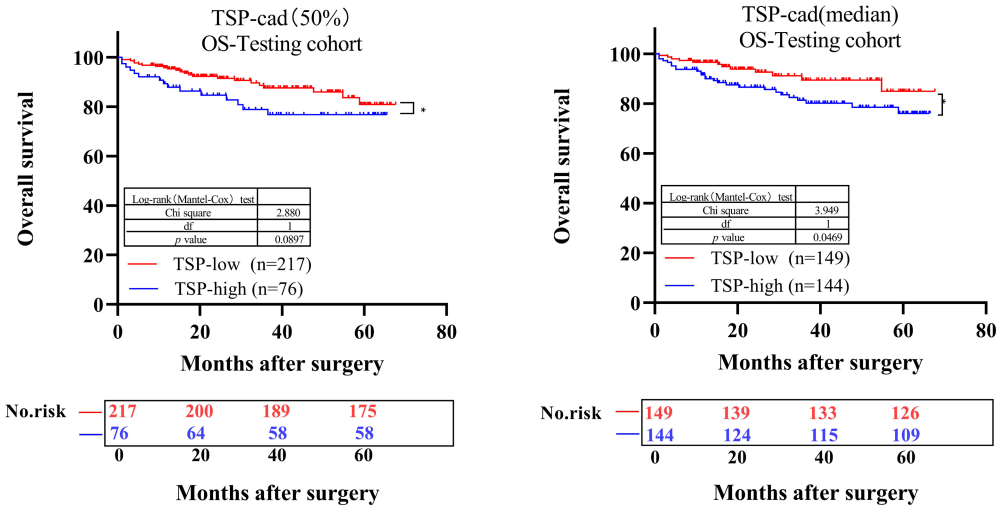 TSP-cad（50%）
OS-Testing cohort
Overall survival
100
80
60
40
20
0
Log-rank（Mantel-Cox） test
Chi square 2.880
df 1
p value 0.0897
TSP-low (n=217)
TSP-high (n=76)
*
0 20 40 60 80
Months after surgery
No.risk
217 200 189 175
76 64 58 58
0 20 40 60
Months after surgery
TSP-cad(median)
OS-Testing cohort
Overall survival
100
80
60
40
20
0
Log-rank（Mantel-Cox） test
Chi square 3.949
df 1
p value 0.0469
TSP-low (n=149)
TSP-high (n=144)
*
0 20 40 60 80
Months after surgery
No.risk
149 139 133 126
144 124 115 109
0 20 40 60
Months after surgery